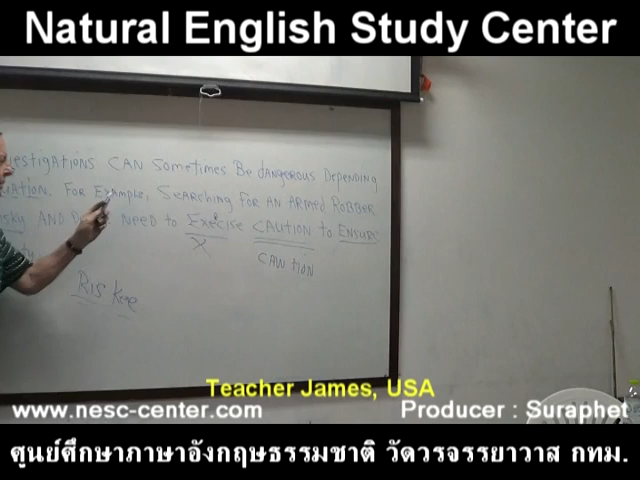 Natural English Study Center
estigations CAN Sometimes Be dangerous Depending
uation. For Example, Searching For AN Armed Robber
isky AND Need to Exercise CAUTION to ENSURE
X CAWtION
Ris kee
Teacher James, USA
www.nesc-center.com Producer : Suraphet
ศูนย์ศึกษาภาษาอังกฤษธรรมชาติ วัดวรจรรยาวาส กทม.